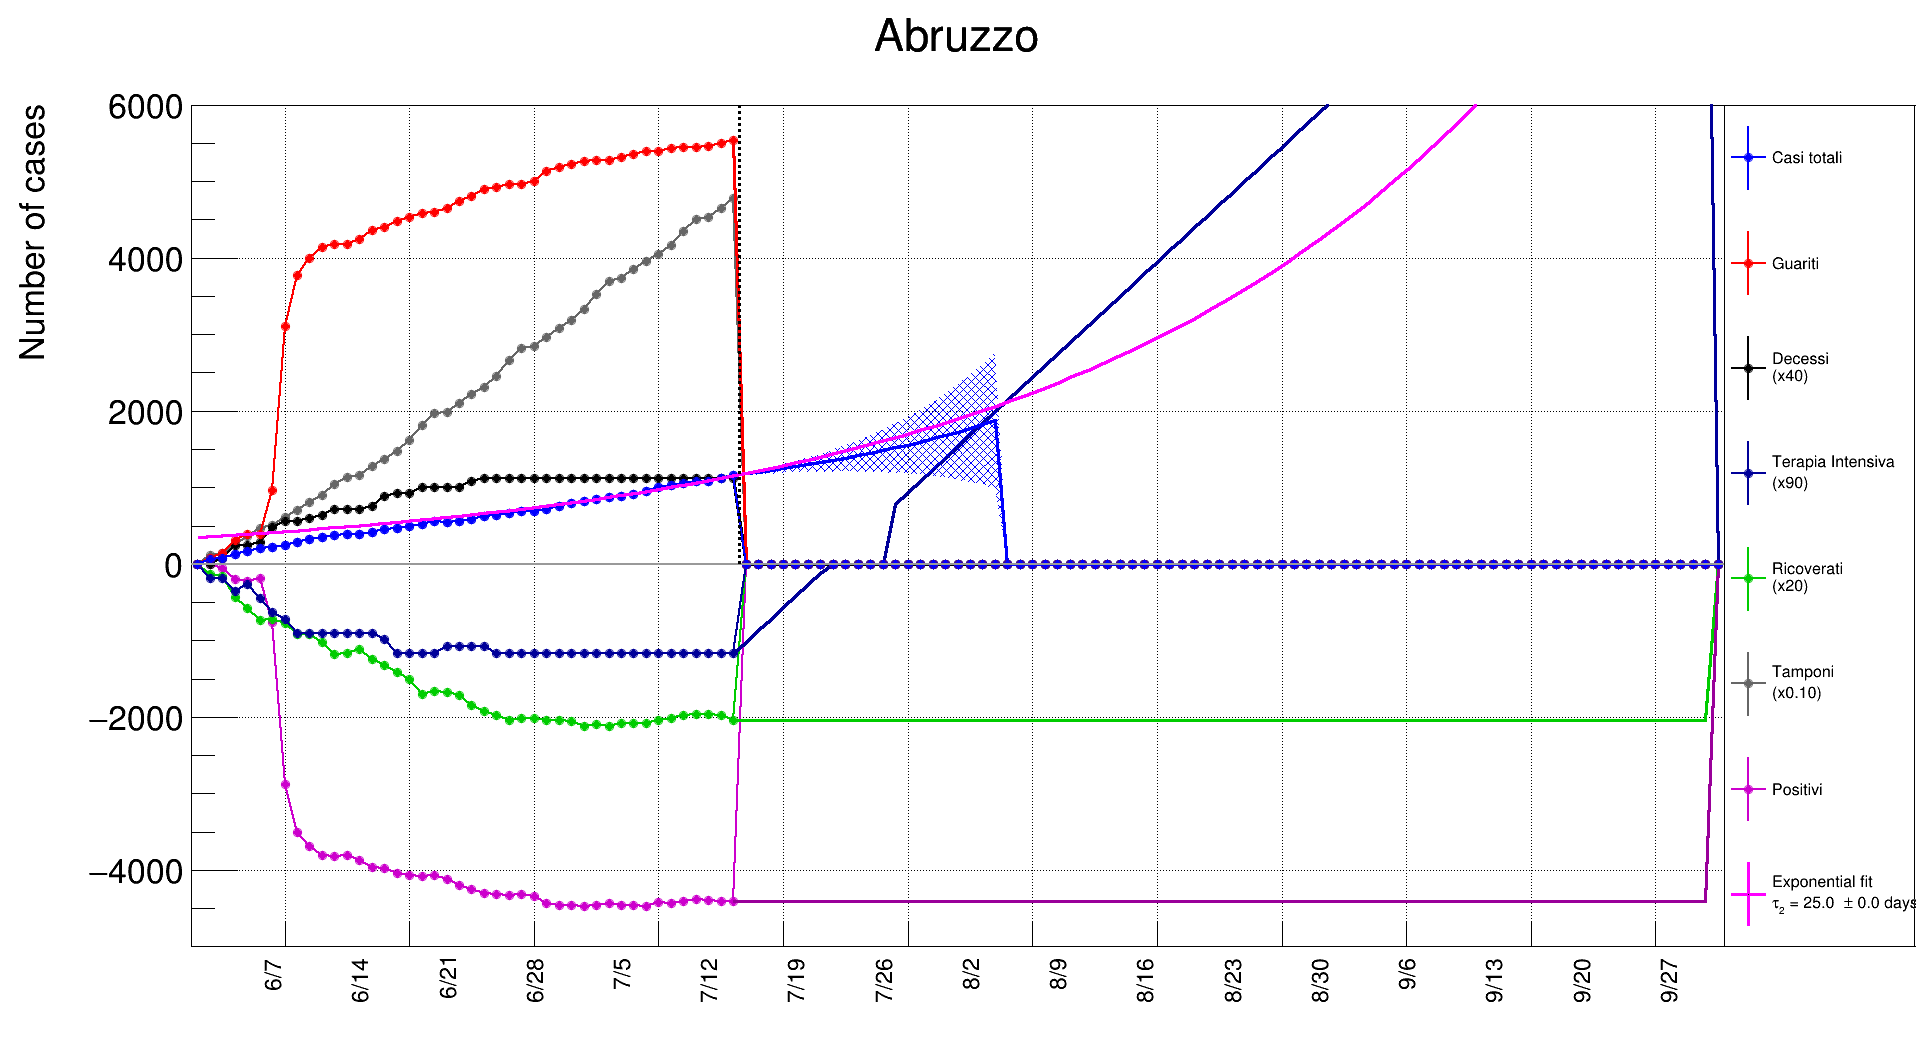 Abruzzo
Number of cases
6000
4000
2000
0
−2000
−4000
6/7
6/14
6/21
6/28
7/5
7/12
7/19
7/26
8/2
8/9
8/16
8/23
8/30
9/6
9/13
9/20
9/27
Casi totali
Guariti
Decessi
(x40)
Terapia Intensiva
(x90)
Ricoverati
(x20)
Tamponi
(x0.10)
Positivi
Exponential fit
τ2 = 25.0 ± 0.0 days